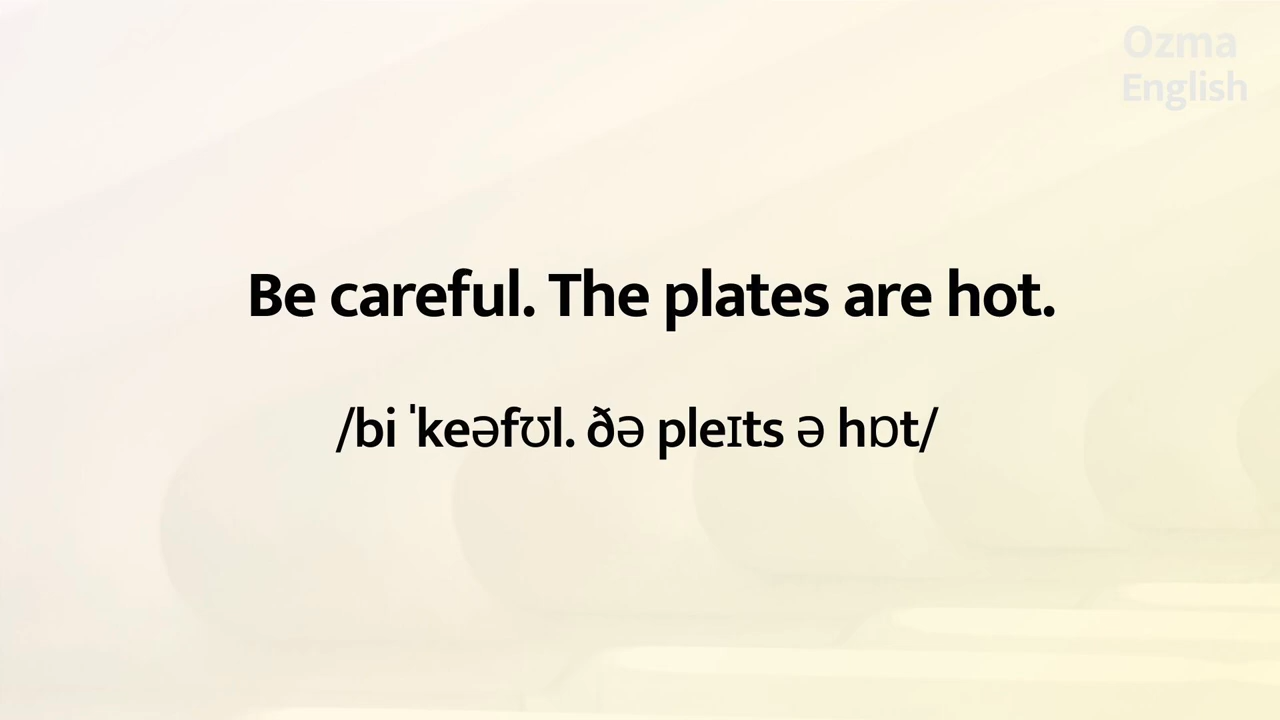 Ozma
English
Be careful. The plates are hot.
/bi ˈkeəfʊl. ðə pleɪts ə hɒt/